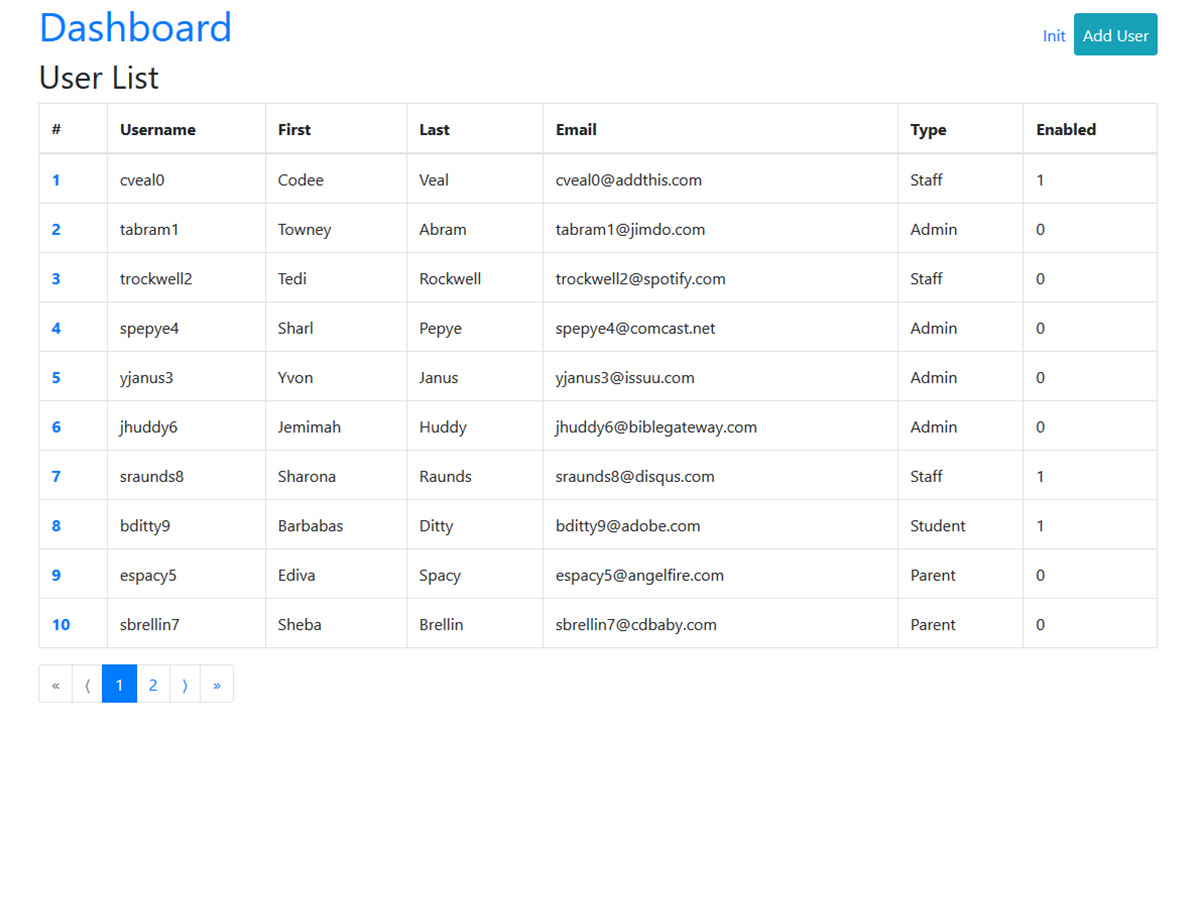 Dashboard
Init Add User
User List
# Username First Last Email Type Enabled
1 cveal0 Codee Veal cveal0@addthis.com Staff 1
2 tabram1 Towney Abram tabram1@jimdo.com Admin 0
3 trockwell2 Tedi Rockwell trockwell2@spotify.com Staff 0
4 spepye4 Sharl Pepye spepye4@comcast.net Admin 0
5 yjanus3 Yvon Janus yjanus3@issuu.com Admin 0
6 jhuddy6 Jemimah Huddy jhuddy6@biblegateway.com Admin 0
7 sraunds8 Sharona Raunds sraunds8@disqus.com Staff 1
8 bditty9 Barbabas Ditty bditty9@adobe.com Student 1
9 espacy5 Ediva Spacy espacy5@angelfire.com Parent 0
10 sbrellin7 Sheba Brellin sbrellin7@cdbaby.com Parent 0
« ⟨ 1 2 ⟩ »